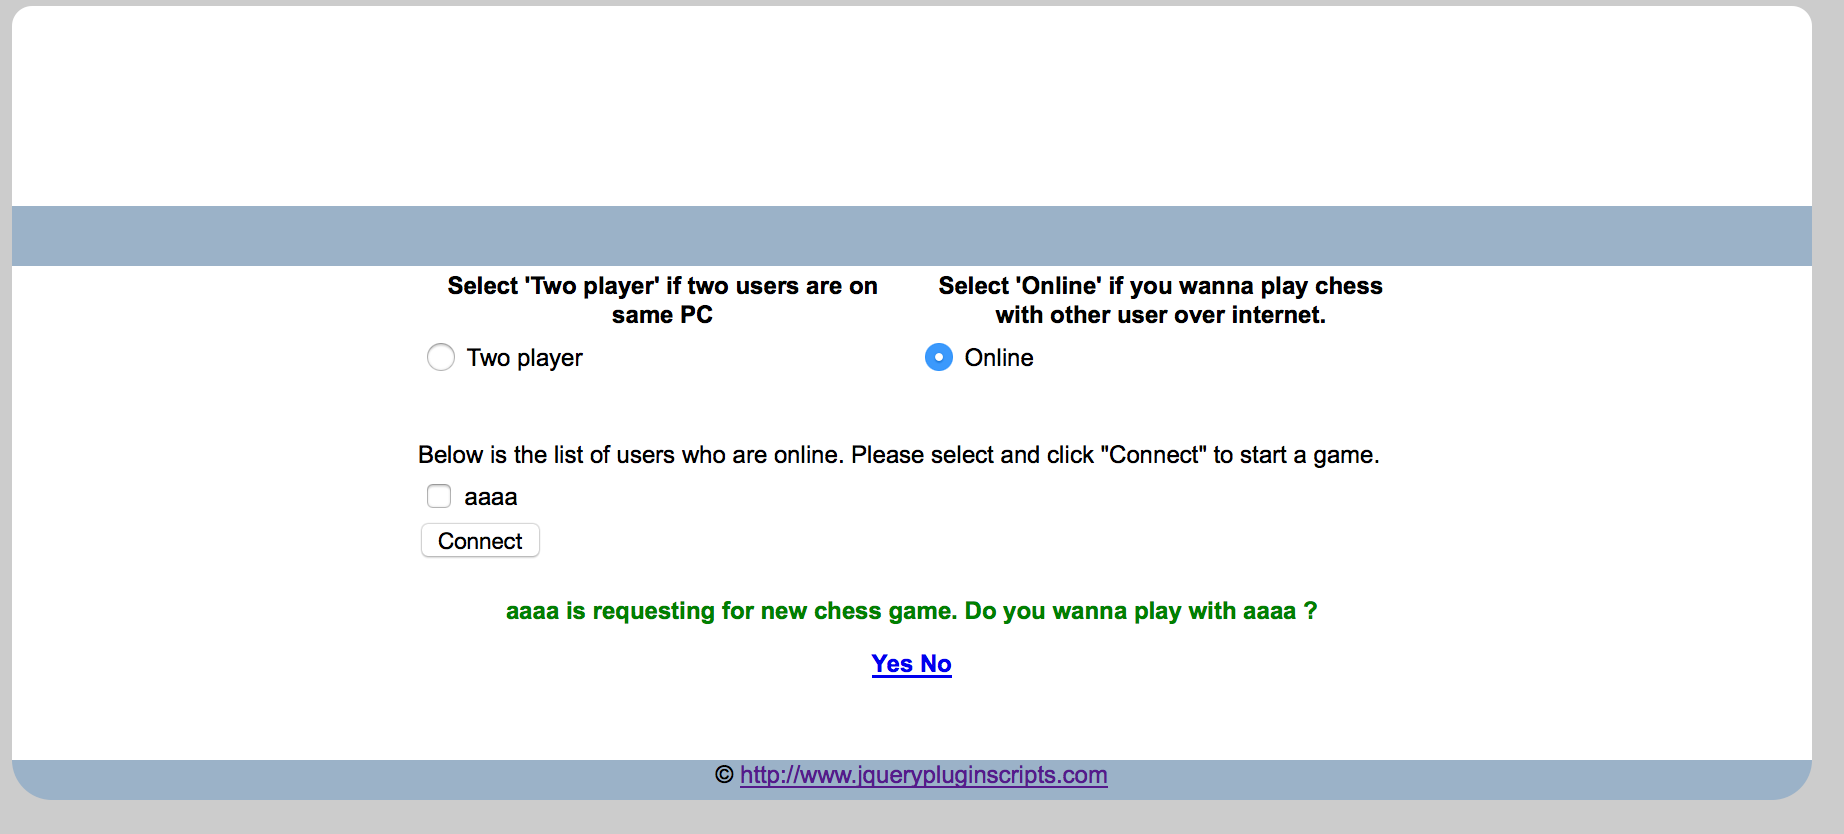 Select 'Two player' if two users are on
same PC
Select 'Online' if you wanna play chess
with other user over internet.
Two player
Online
Below is the list of users who are online. Please select and click "Connect" to start a game.
aaaa
Connect
aaaa is requesting for new chess game. Do you wanna play with aaaa ?
Yes No
© http://www.jquerypluginscripts.com